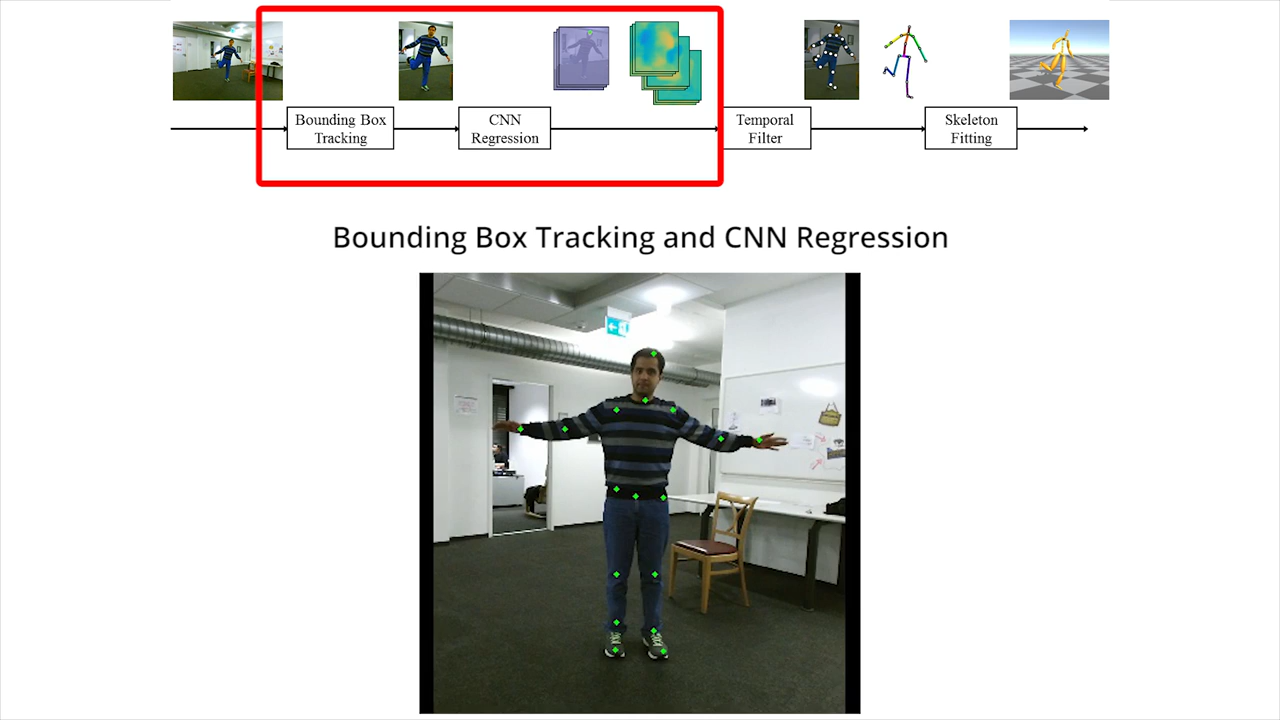 Bounding Box
Tracking
CNN
Regression
Temporal
Filter
Skeleton
Fitting
Bounding Box Tracking and CNN Regression